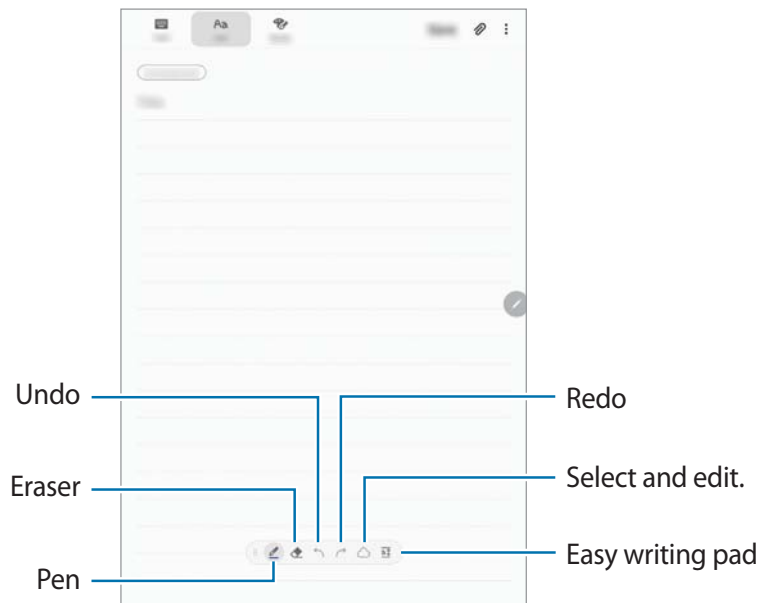 Aa
Undo
Redo
Eraser
Select and edit.
Easy writing pad
Pen